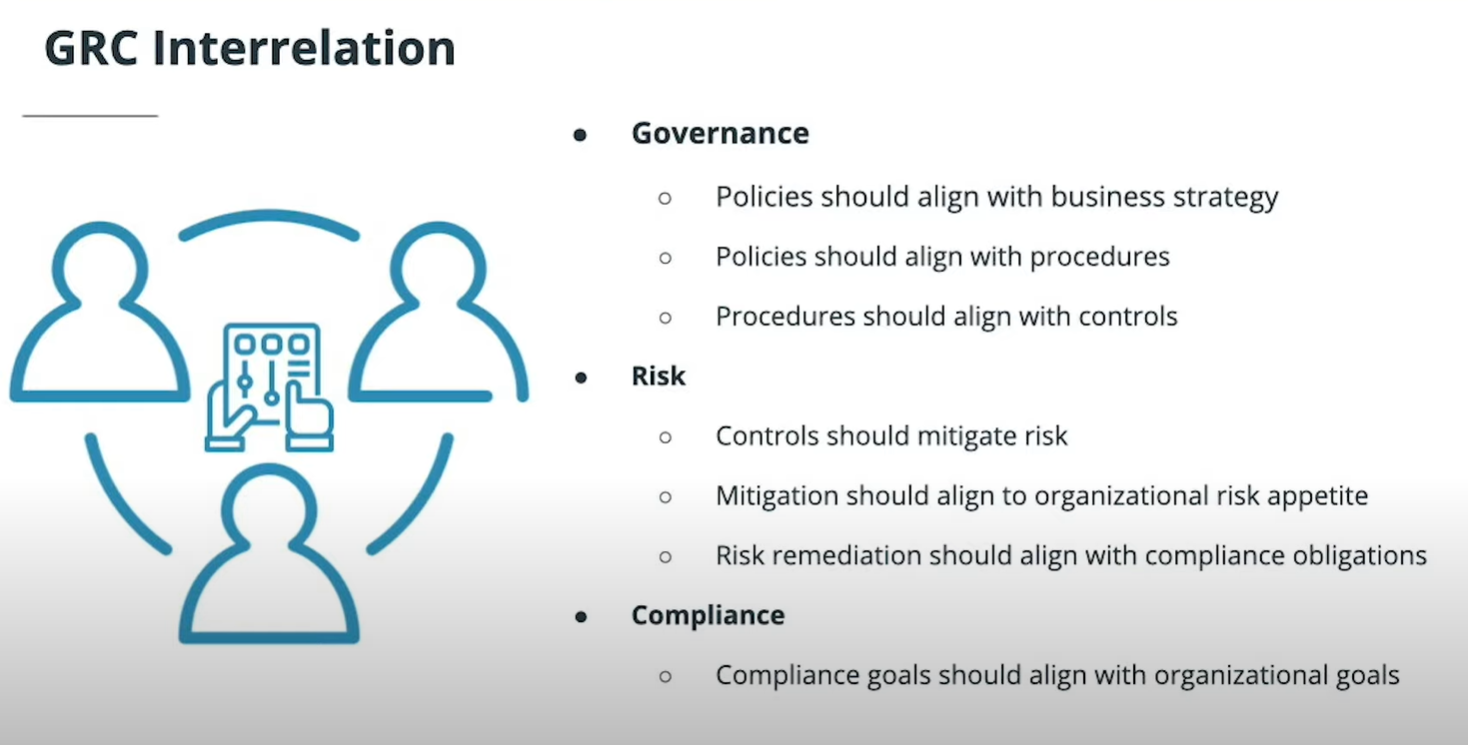 GRC Interrelation
● Governance
○ Policies should align with business strategy
○ Policies should align with procedures
○ Procedures should align with controls
● Risk
○ Controls should mitigate risk
○ Mitigation should align to organizational risk appetite
○ Risk remediation should align with compliance obligations
● Compliance
○ Compliance goals should align with organizational goals